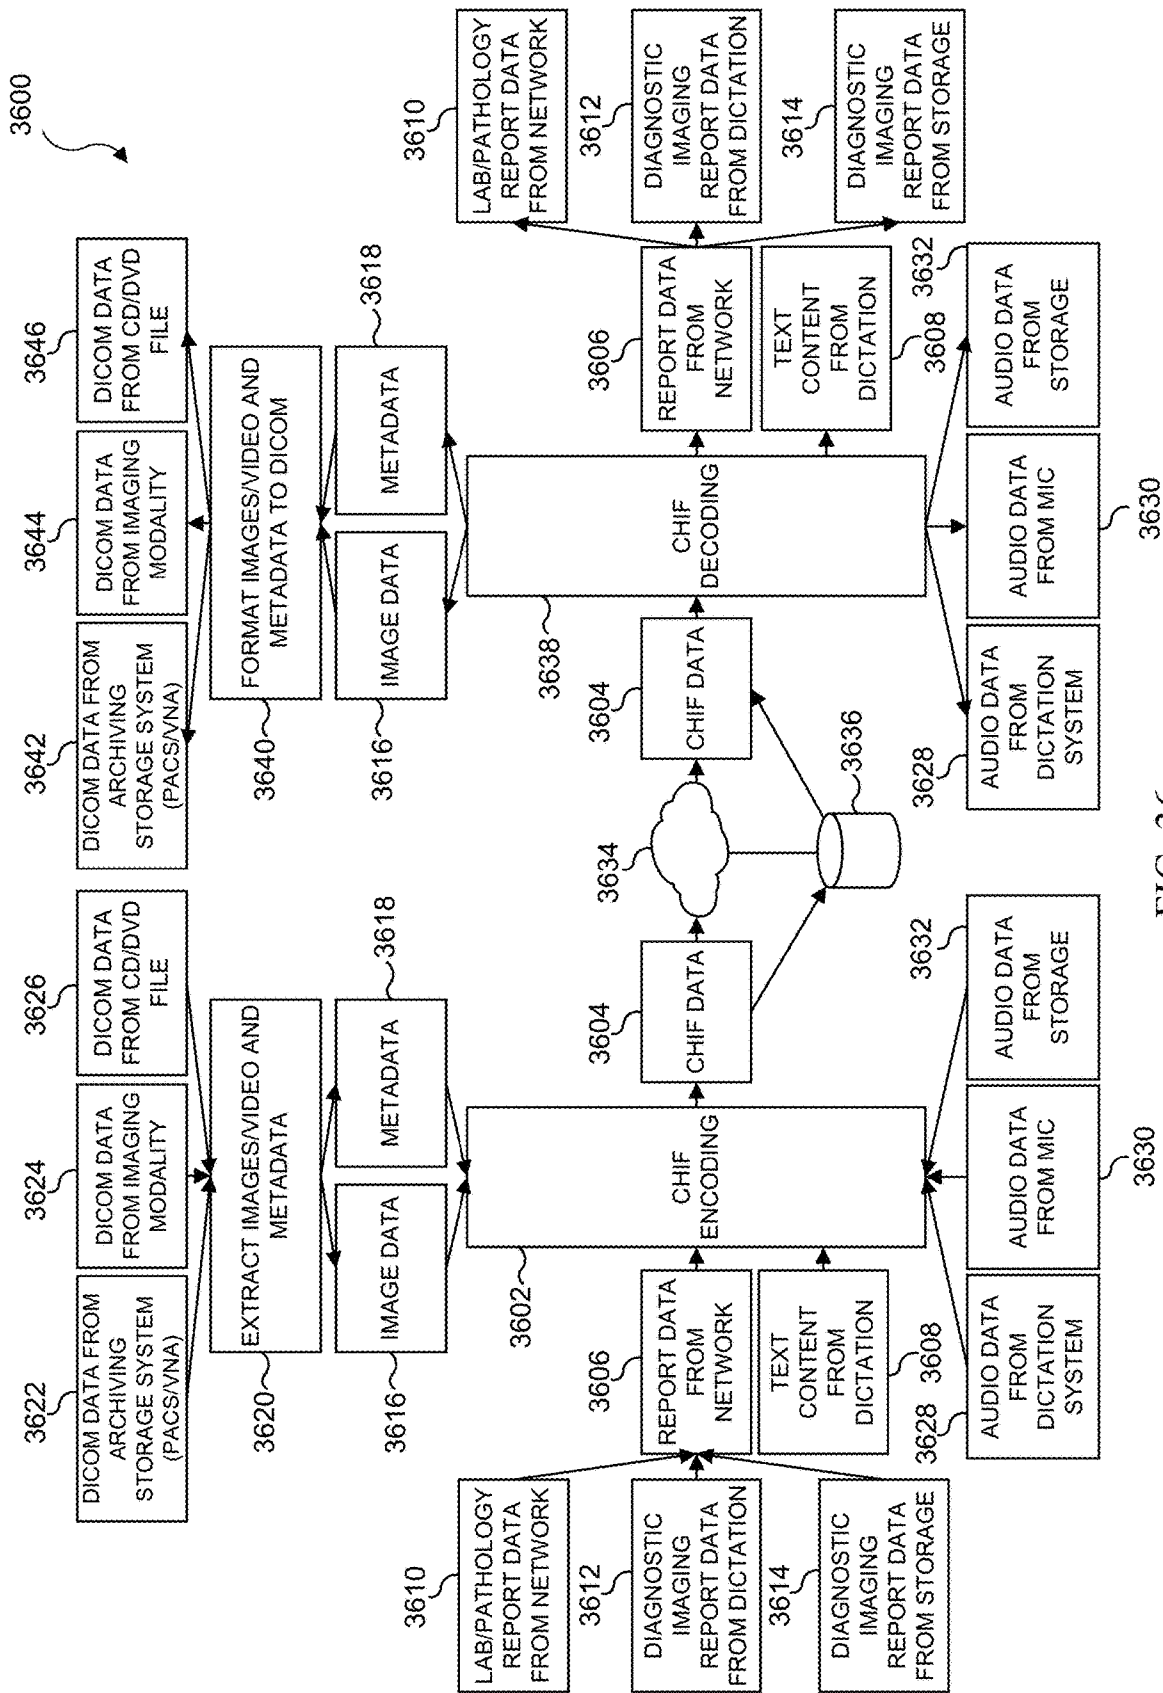 3600
3622
3624
3626
3642
3644
3646
DICOM DATA FROM
ARCHIVING
STORAGE SYSTEM
(PACS/VNA)
DICOM DATA
FROM IMAGING
MODALITY
DICOM DATA
FROM CD/DVD
FILE
DICOM DATA FROM
ARCHIVING
STORAGE SYSTEM
(PACS/VNA)
DICOM DATA
FROM IMAGING
MODALITY
DICOM DATA
FROM CD/DVD
FILE
3620
EXTRACT IMAGES/VIDEO AND
METADATA
3640
FORMAT IMAGES/VIDEO AND
METADATA TO DICOM
3616
IMAGE DATA
METADATA
3618
3616
IMAGE DATA
METADATA
3618
3610
LAB/PATHOLOGY
REPORT DATA
FROM NETWORK
3602
CHIF
ENCODING
3638
CHIF
DECODING
3610
LAB/PATHOLOGY
REPORT DATA
FROM NETWORK
3612
DIAGNOSTIC
IMAGING
REPORT DATA
FROM DICTATION
3606
REPORT DATA
FROM
NETWORK
3604
CHIF DATA
3634
3604
CHIF DATA
3606
REPORT DATA
FROM
NETWORK
3612
DIAGNOSTIC
IMAGING
REPORT DATA
FROM DICTATION
3614
DIAGNOSTIC
IMAGING
REPORT DATA
FROM STORAGE
TEXT
CONTENT
FROM
DICTATION
3608
3636
TEXT
CONTENT
FROM
DICTATION
3608
3614
DIAGNOSTIC
IMAGING
REPORT DATA
FROM STORAGE
3628
AUDIO DATA
FROM
DICTATION
SYSTEM
AUDIO DATA
FROM MIC
3630
3632
AUDIO DATA
FROM
STORAGE
3628
AUDIO DATA
FROM
DICTATION
SYSTEM
AUDIO DATA
FROM MIC
3630
3632
AUDIO DATA
FROM
STORAGE
FIG. 36